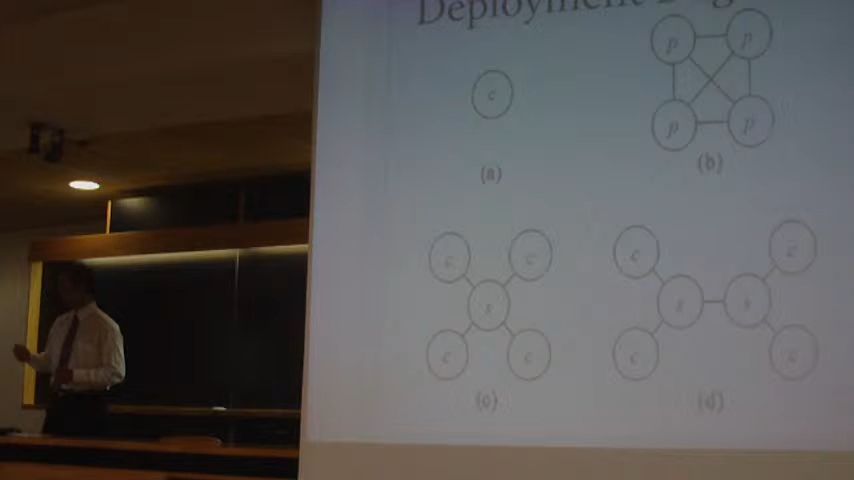 Deployment
p p
c
p p
(a) (b)
c c c c
s s s
c c c c
(c) (d)